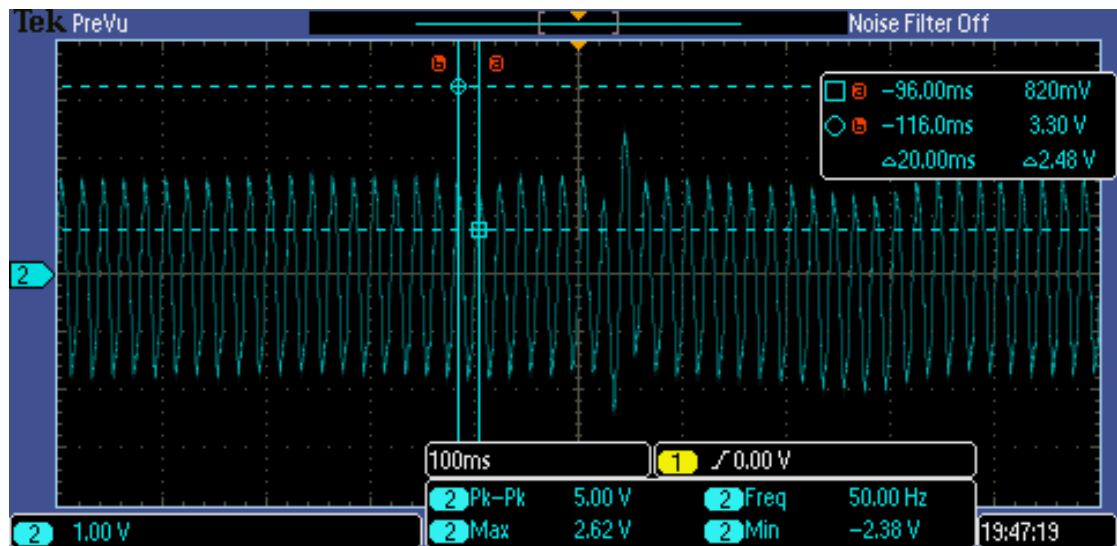 Tek PreVu Noise Filter Off
b a
a −96.00ms 820mV
b −116.0ms 3.30 V
△20.00ms △2.48 V
2
100ms 1 0.00 V
2 Pk−Pk 5.00 V 2 Freq 50.00 Hz
2 Max 2.62 V 2 Min −2.38 V
2 1.00 V 19:47:19